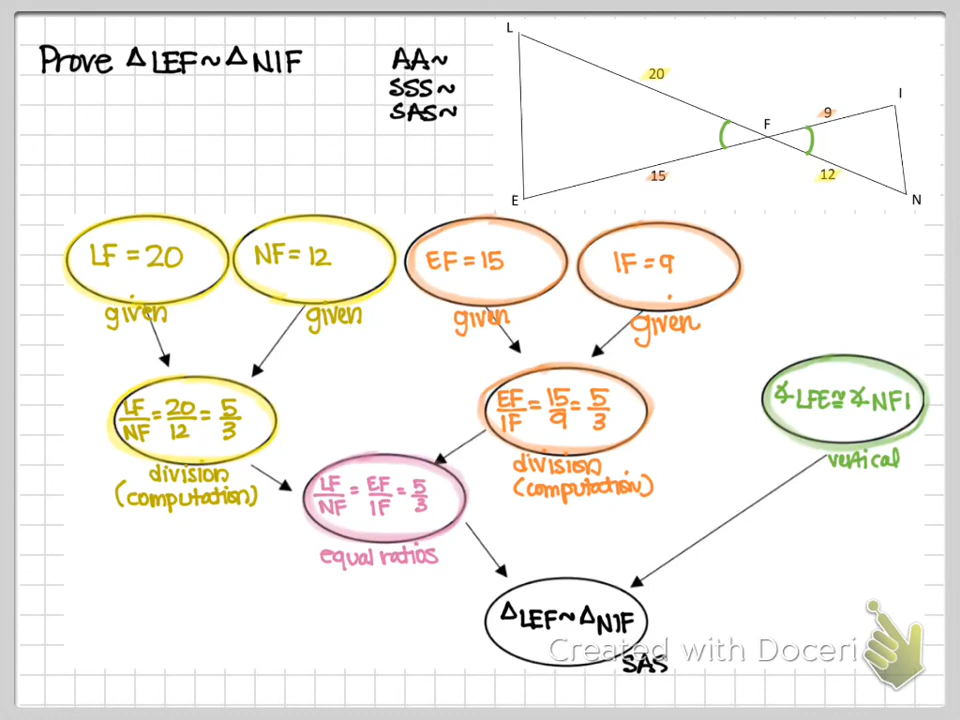 Prove △LEF~△NIF
AA~
SSS~
SAS~
L
20
9
I
F
15
12
E
N
LF = 20
NF = 12
EF = 15
IF = 9
given
given
given
given
LF/NF = 20/12 = 5/3
EF/IF = 15/9 = 5/3
∡LFE ≅ ∡NFI
division
(computation)
division
(computation)
vertical
LF/NF = EF/IF = 5/3
equal ratios
△LEF~△NIF
SAS
Created with Doceri